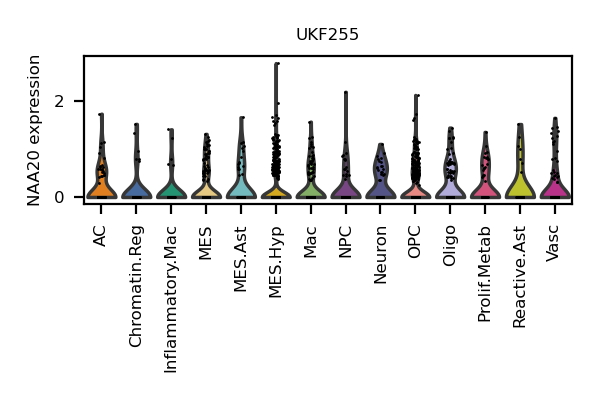 UKF255
NAA20 expression
2
0
AC
Chromatin.Reg
Inflammatory.Mac
MES
MES.Ast
MES.Hyp
Mac
NPC
Neuron
OPC
Oligo
Prolif.Metab
Reactive.Ast
Vasc